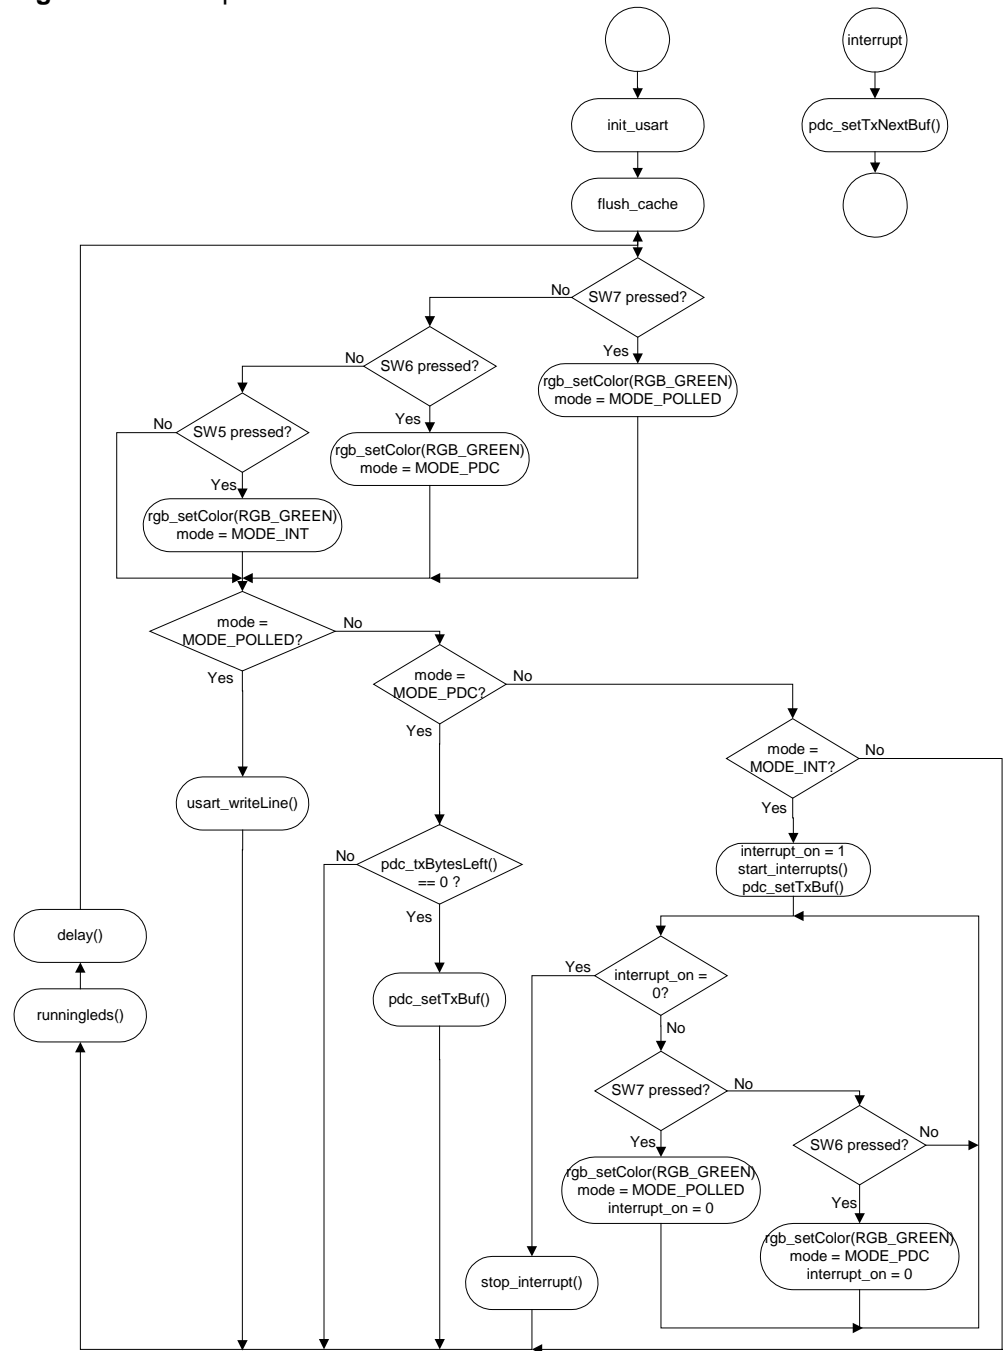 interrupt
init_usart
pdc_setTxNextBuf()
flush_cache
SW7 pressed?
No
Yes
rgb_setColor(RGB_GREEN)
mode = MODE_POLLED
SW6 pressed?
No
Yes
rgb_setColor(RGB_GREEN)
mode = MODE_PDC
SW5 pressed?
No
Yes
rgb_setColor(RGB_GREEN)
mode = MODE_INT
mode =
MODE_POLLED?
No
Yes
usart_writeLine()
mode =
MODE_PDC?
No
Yes
pdc_txBytesLeft()
== 0 ?
No
Yes
pdc_setTxBuf()
mode =
MODE_INT?
No
Yes
interrupt_on = 1
start_interrupts()
pdc_setTxBuf()
interrupt_on =
0?
Yes
No
SW7 pressed?
No
Yes
rgb_setColor(RGB_GREEN)
mode = MODE_POLLED
interrupt_on = 0
SW6 pressed?
No
Yes
rgb_setColor(RGB_GREEN)
mode = MODE_PDC
interrupt_on = 0
stop_interrupt()
delay()
runningleds()